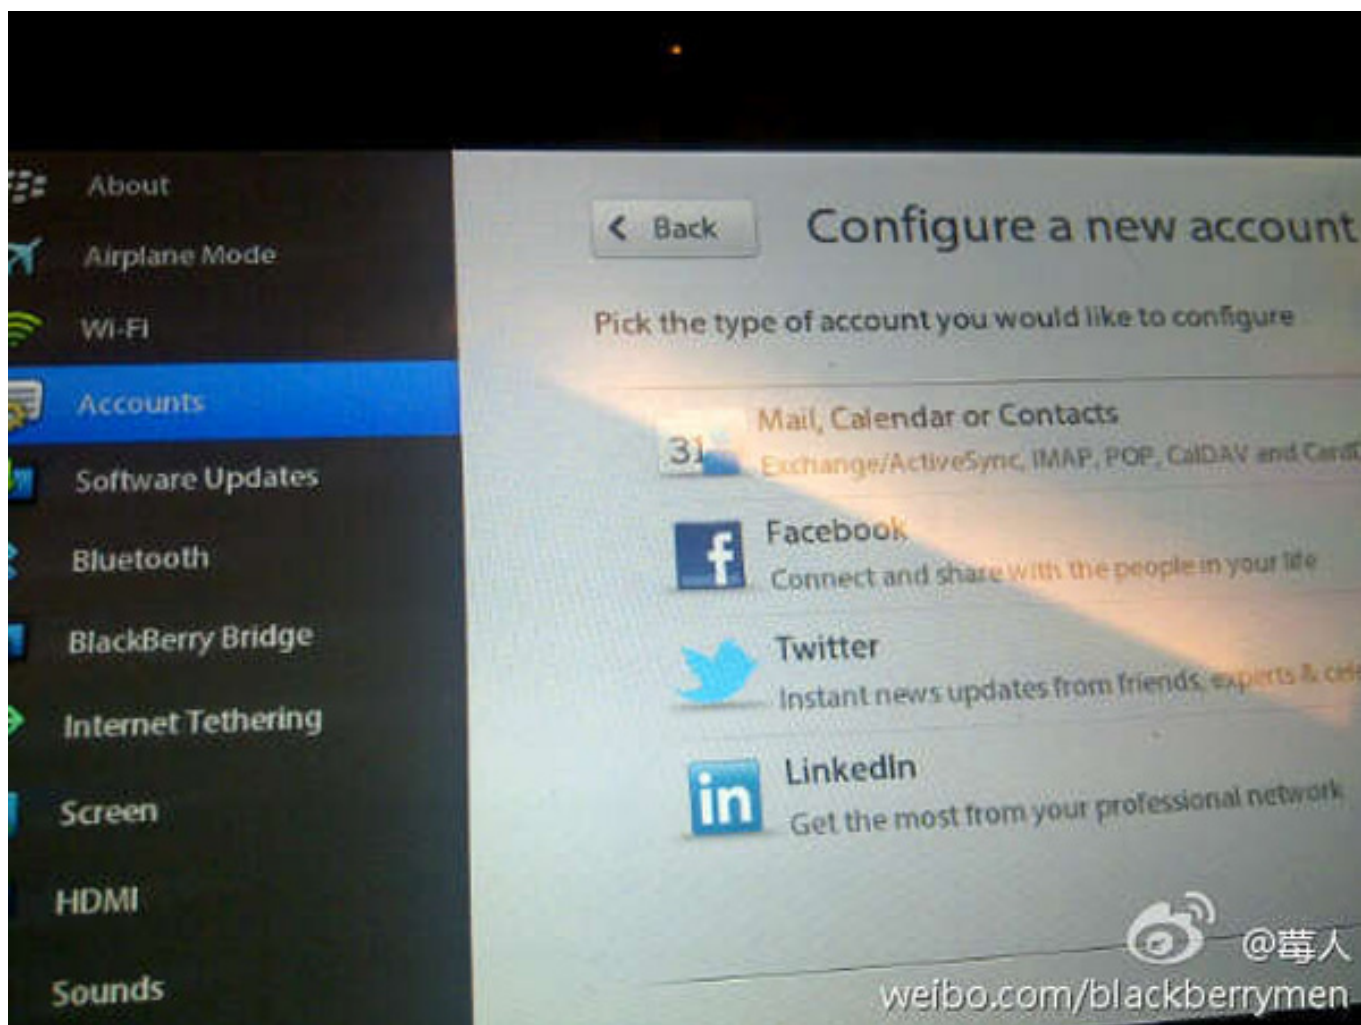 About
Airplane Mode
Wi-Fi
Accounts
Software Updates
Bluetooth
BlackBerry Bridge
Internet Tethering
Screen
HDMI
Sounds
Back
Configure a new account
Pick the type of account you would like to configure
31
Mail, Calendar or Contacts
Exchange/ActiveSync, IMAP, POP, CalDAV and
f
Facebook
Connect and share with the people in your life
Twitter
Instant news updates from friends, experts &
in
LinkedIn
Get the most from your professional network
@莓人
weibo.com/blackberrymen